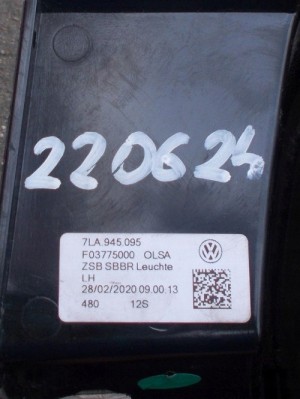 220624
7LA.945.095
F03775000 OLSA
ZSB SBBR Leuchte
LH
28/02/2020.09.00.13
480 12S